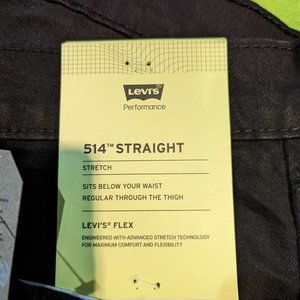 LEVI'S
Performance
514™ STRAIGHT
STRETCH
SITS BELOW YOUR WAIST
REGULAR THROUGH THE THIGH
LEVI'S® FLEX
ENGINEERED WITH ADVANCED STRETCH TECHNOLOGY
FOR MAXIMUM COMFORT AND FLEXIBILITY